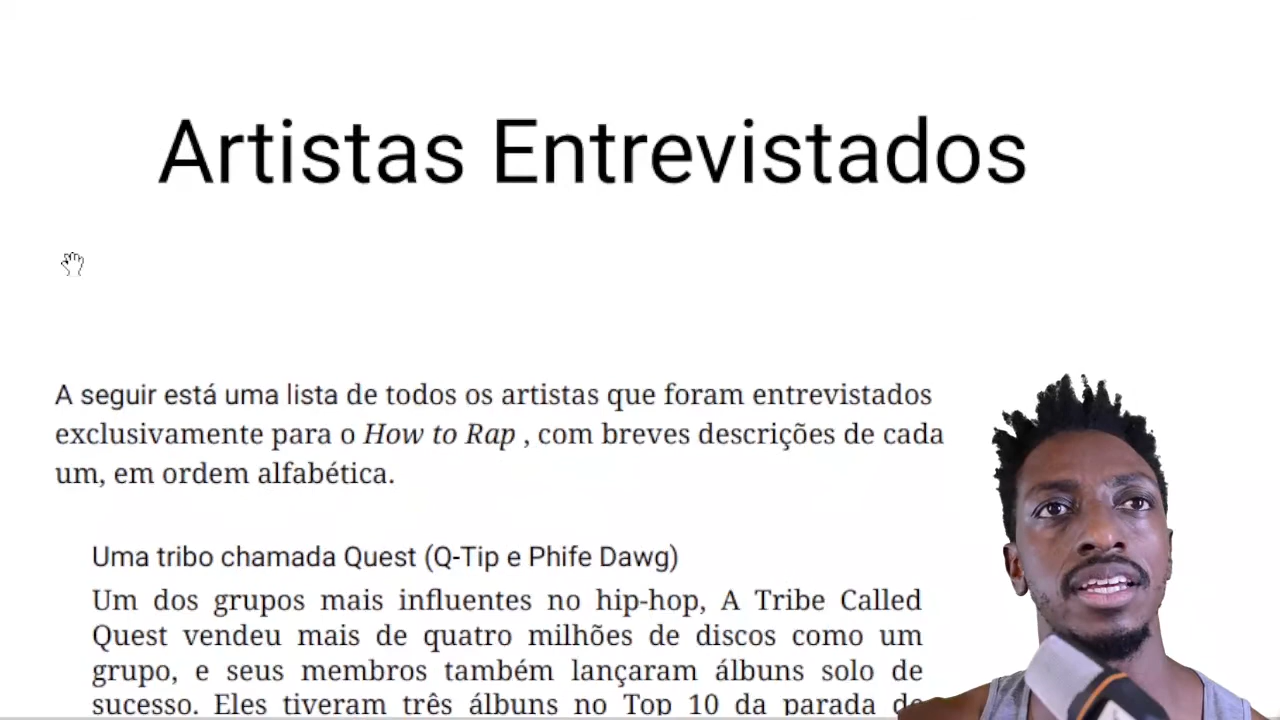 Artistas Entrevistados
A seguir está uma lista de todos os artistas que foram entrevistados
exclusivamente para o How to Rap , com breves descrições de cada
um, em ordem alfabética.
Uma tribo chamada Quest (Q-Tip e Phife Dawg)
Um dos grupos mais influentes no hip-hop, A Tribe Called
Quest vendeu mais de quatro milhões de discos como um
grupo, e seus membros também lançaram álbuns solo de
sucesso. Eles tiveram três álbuns no Top 10 da parada de